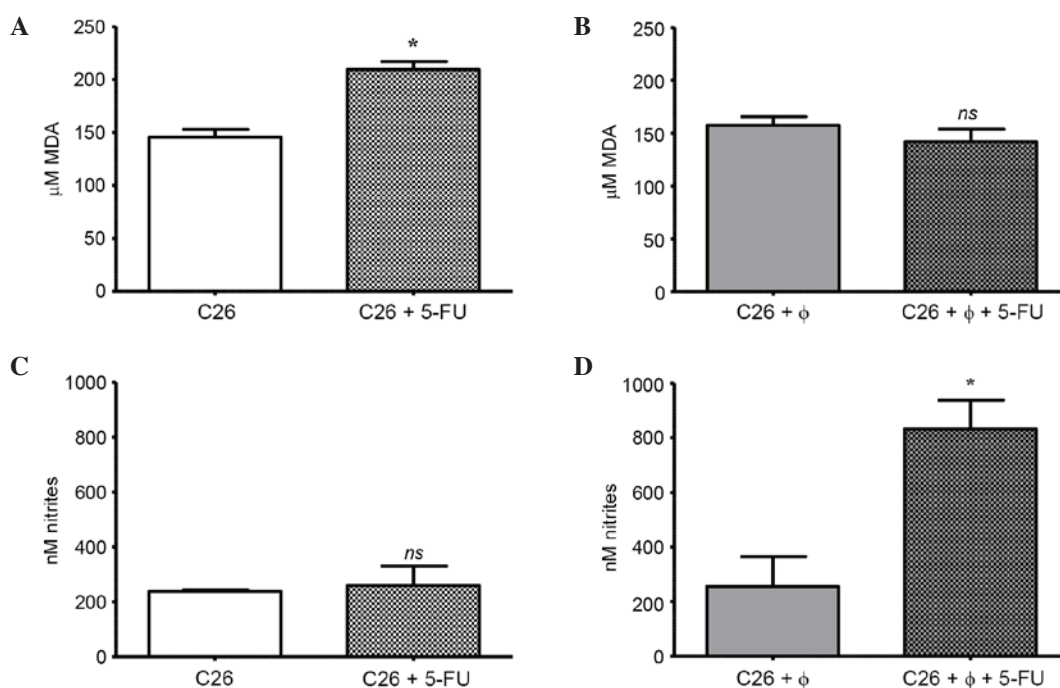 A
μM MDA
250
200
150
100
50
0
*
C26
C26 + 5-FU
B
μM MDA
250
200
150
100
50
0
ns
C26 + ϕ
C26 + ϕ + 5-FU
C
nM nitrites
1000
800
600
400
200
0
ns
C26
C26 + 5-FU
D
nM nitrites
1000
800
600
400
200
0
*
C26 + ϕ
C26 + ϕ + 5-FU